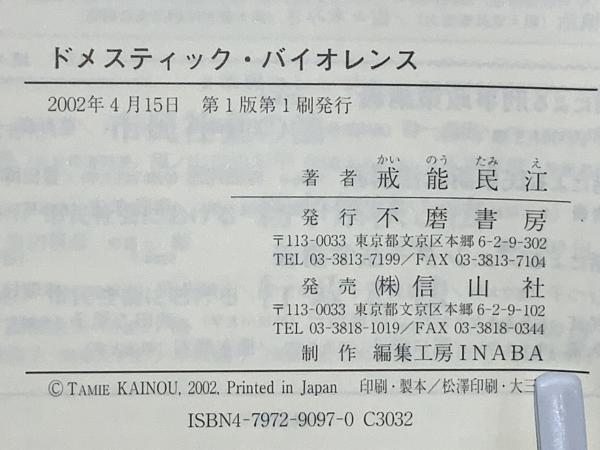 ドメスティック・バイオレンス
2002年4月15日 第1版第1刷発行
かい のう たみ え
著者 戒能民江
発行 不磨書房
〒113-0033 東京都文京区本郷 6-2-9-302
TEL 03-3813-7199/FAX 03-3813-7104
発売 ㈱信山社
〒113-0033 東京都文京区本郷 6-2-9-102
TEL 03-3818-1019/FAX 03-3818-0344
制作 編集工房INABA
© TAMIE KAINOU, 2002, Printed in Japan 印刷・製本/松澤印刷・大三
ISBN4-7972-9097-0 C3032